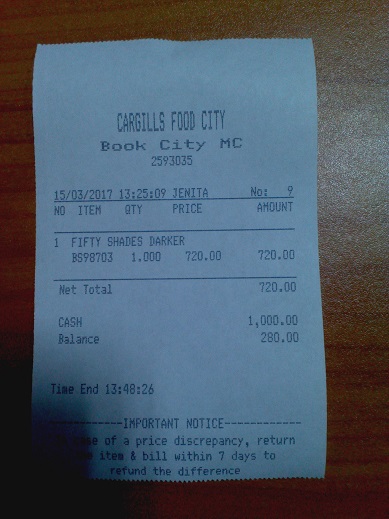 CARGILLS FOOD CITY
Book City MC
2593035
15/03/2017 13:25:09 JENITA No: 9
NO ITEM QTY PRICE AMOUNT
1 FIFTY SHADES DARKER
BS98703 1.000 720.00 720.00
Net Total 720.00
CASH 1,000.00
Balance 280.00
Time End 13:48:26
------------IMPORTANT NOTICE------------
of a price discrepancy, return
item & bill within 7 days to
refund the difference